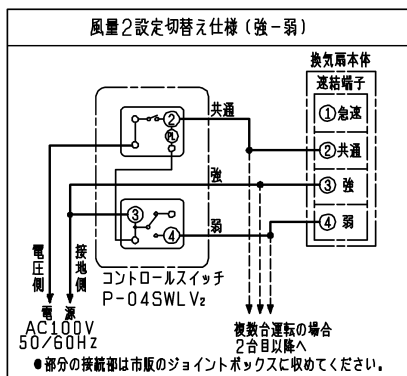 風量2設定切替え仕様(強-弱)
換気扇本体
速結端子
①急速
②共通
③強
④弱
共通
②
PL
強
③
④
弱
電圧側
接地側
コントロールスイッチ
P-04SWLV₂
電源
AC100V
50/60Hz
複数台運転の場合
2台目以降へ
●部分の接続部は市販のジョイントボックスに収めてください。